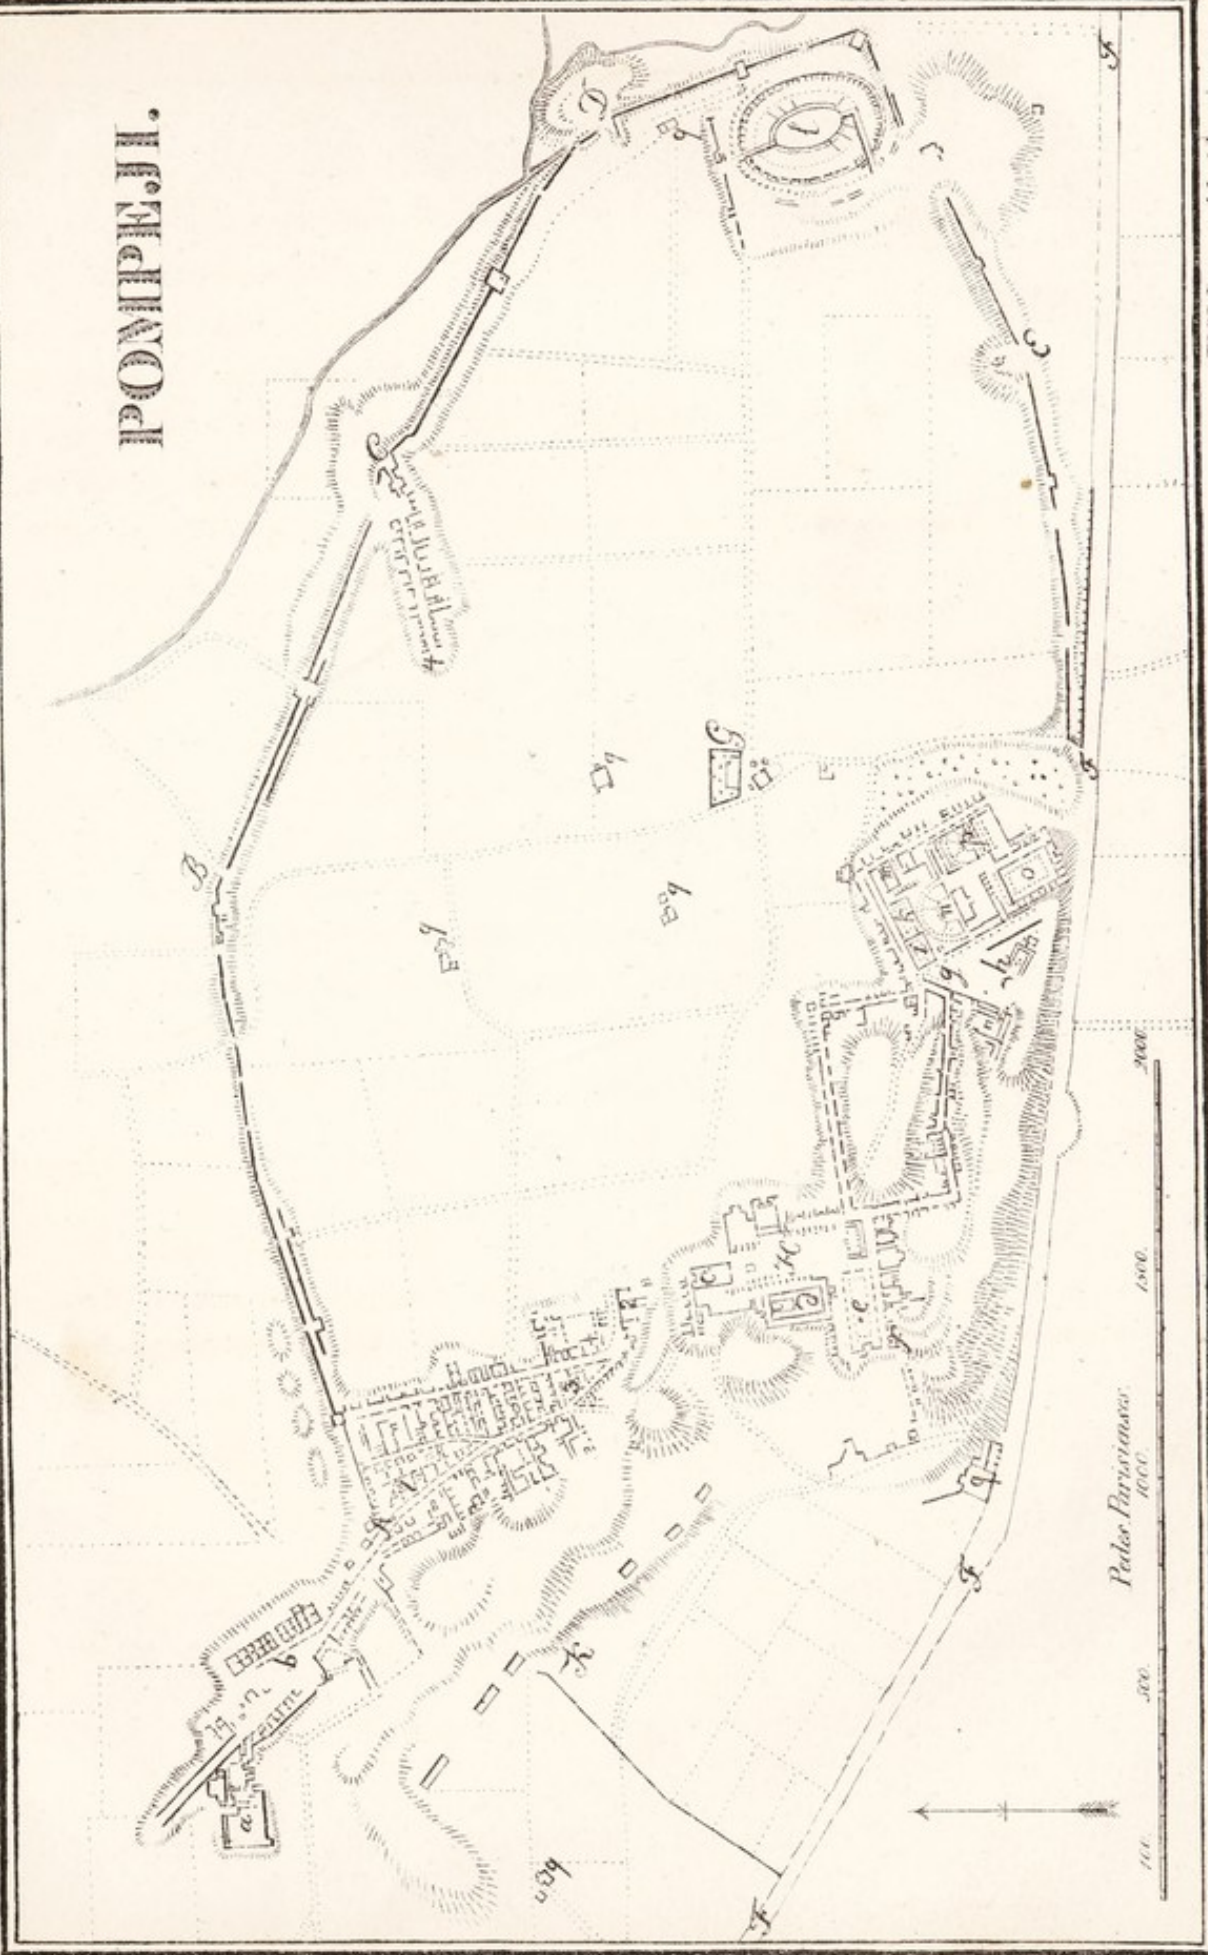 POMPEJI.
D
l
F
C
E
q
q
q
q
G
F
B
p
o
m
n
k
i
h
g
c
H
e
e
f
d
q
A
K
F
b
a
q
F
Pedes Parisienses.
100. 500. 1000. 1500. 2000.